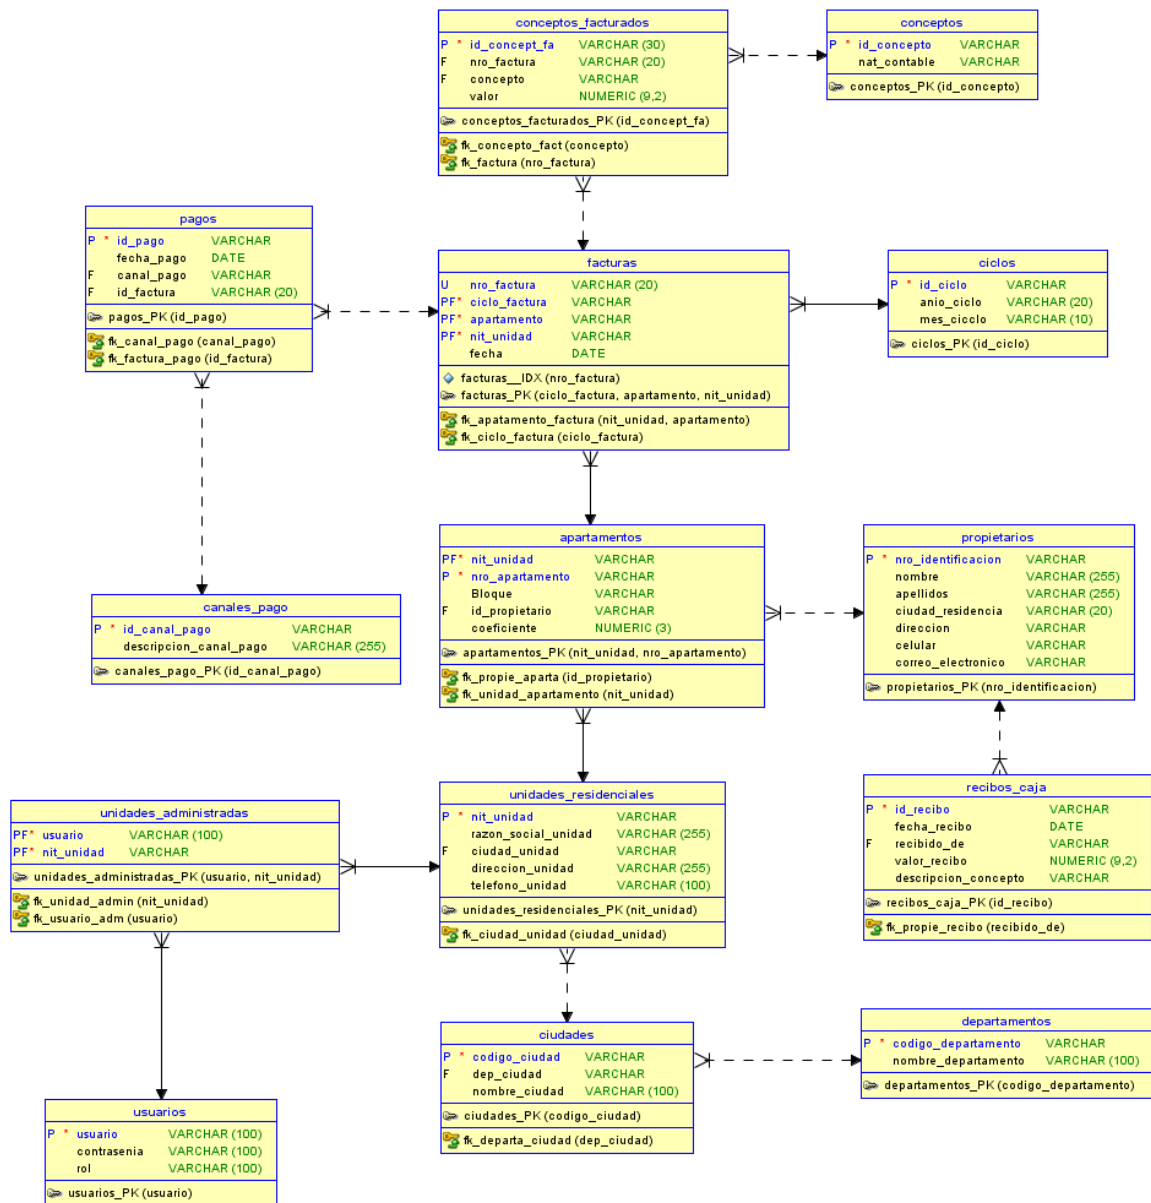 conceptos_facturados
P * id_concept_fa VARCHAR (30)
F nro_factura VARCHAR (20)
F concepto VARCHAR
valor NUMERIC (9,2)
conceptos_facturados_PK (id_concept_fa)
fk_concepto_fact (concepto)
fk_factura (nro_factura)
conceptos
P * id_concepto VARCHAR
nat_contable VARCHAR
conceptos_PK (id_concepto)
pagos
P * id_pago VARCHAR
fecha_pago DATE
F canal_pago VARCHAR
F id_factura VARCHAR (20)
pagos_PK (id_pago)
fk_canal_pago (canal_pago)
fk_factura_pago (id_factura)
facturas
U nro_factura VARCHAR (20)
PF* ciclo_factura VARCHAR
PF* apartamento VARCHAR
PF* nit_unidad VARCHAR
fecha DATE
facturas__IDX (nro_factura)
facturas_PK (ciclo_factura, apartamento, nit_unidad)
fk_apatamento_factura (nit_unidad, apartamento)
fk_ciclo_factura (ciclo_factura)
ciclos
P * id_ciclo VARCHAR
anio_ciclo VARCHAR (20)
mes_cicclo VARCHAR (10)
ciclos_PK (id_ciclo)
canales_pago
P * id_canal_pago VARCHAR
descripcion_canal_pago VARCHAR (255)
canales_pago_PK (id_canal_pago)
apartamentos
PF* nit_unidad VARCHAR
P * nro_apartamento VARCHAR
Bloque VARCHAR
F id_propietario VARCHAR
coeficiente NUMERIC (3)
apartamentos_PK (nit_unidad, nro_apartamento)
fk_propie_aparta (id_propietario)
fk_unidad_apartamento (nit_unidad)
propietarios
P * nro_identificacion VARCHAR
nombre VARCHAR (255)
apellidos VARCHAR (255)
ciudad_residencia VARCHAR (20)
direccion VARCHAR
celular VARCHAR
correo_electronico VARCHAR
propietarios_PK (nro_identificacion)
unidades_administradas
PF* usuario VARCHAR (100)
PF* nit_unidad VARCHAR
unidades_administradas_PK (usuario, nit_unidad)
fk_unidad_admin (nit_unidad)
fk_usuario_adm (usuario)
unidades_residenciales
P * nit_unidad VARCHAR
razon_social_unidad VARCHAR (255)
F ciudad_unidad VARCHAR
direccion_unidad VARCHAR (255)
telefono_unidad VARCHAR (100)
unidades_residenciales_PK (nit_unidad)
fk_ciudad_unidad (ciudad_unidad)
recibos_caja
P * id_recibo VARCHAR
fecha_recibo DATE
F recibido_de VARCHAR
valor_recibo NUMERIC (9,2)
descripcion_concepto VARCHAR
recibos_caja_PK (id_recibo)
fk_propie_recibo (recibido_de)
usuarios
P * usuario VARCHAR (100)
contrasenia VARCHAR (100)
rol VARCHAR (100)
usuarios_PK (usuario)
ciudades
P * codigo_ciudad VARCHAR
F dep_ciudad VARCHAR
nombre_ciudad VARCHAR (100)
ciudades_PK (codigo_ciudad)
fk_departa_ciudad (dep_ciudad)
departamentos
P * codigo_departamento VARCHAR
nombre_departamento VARCHAR (100)
departamentos_PK (codigo_departamento)